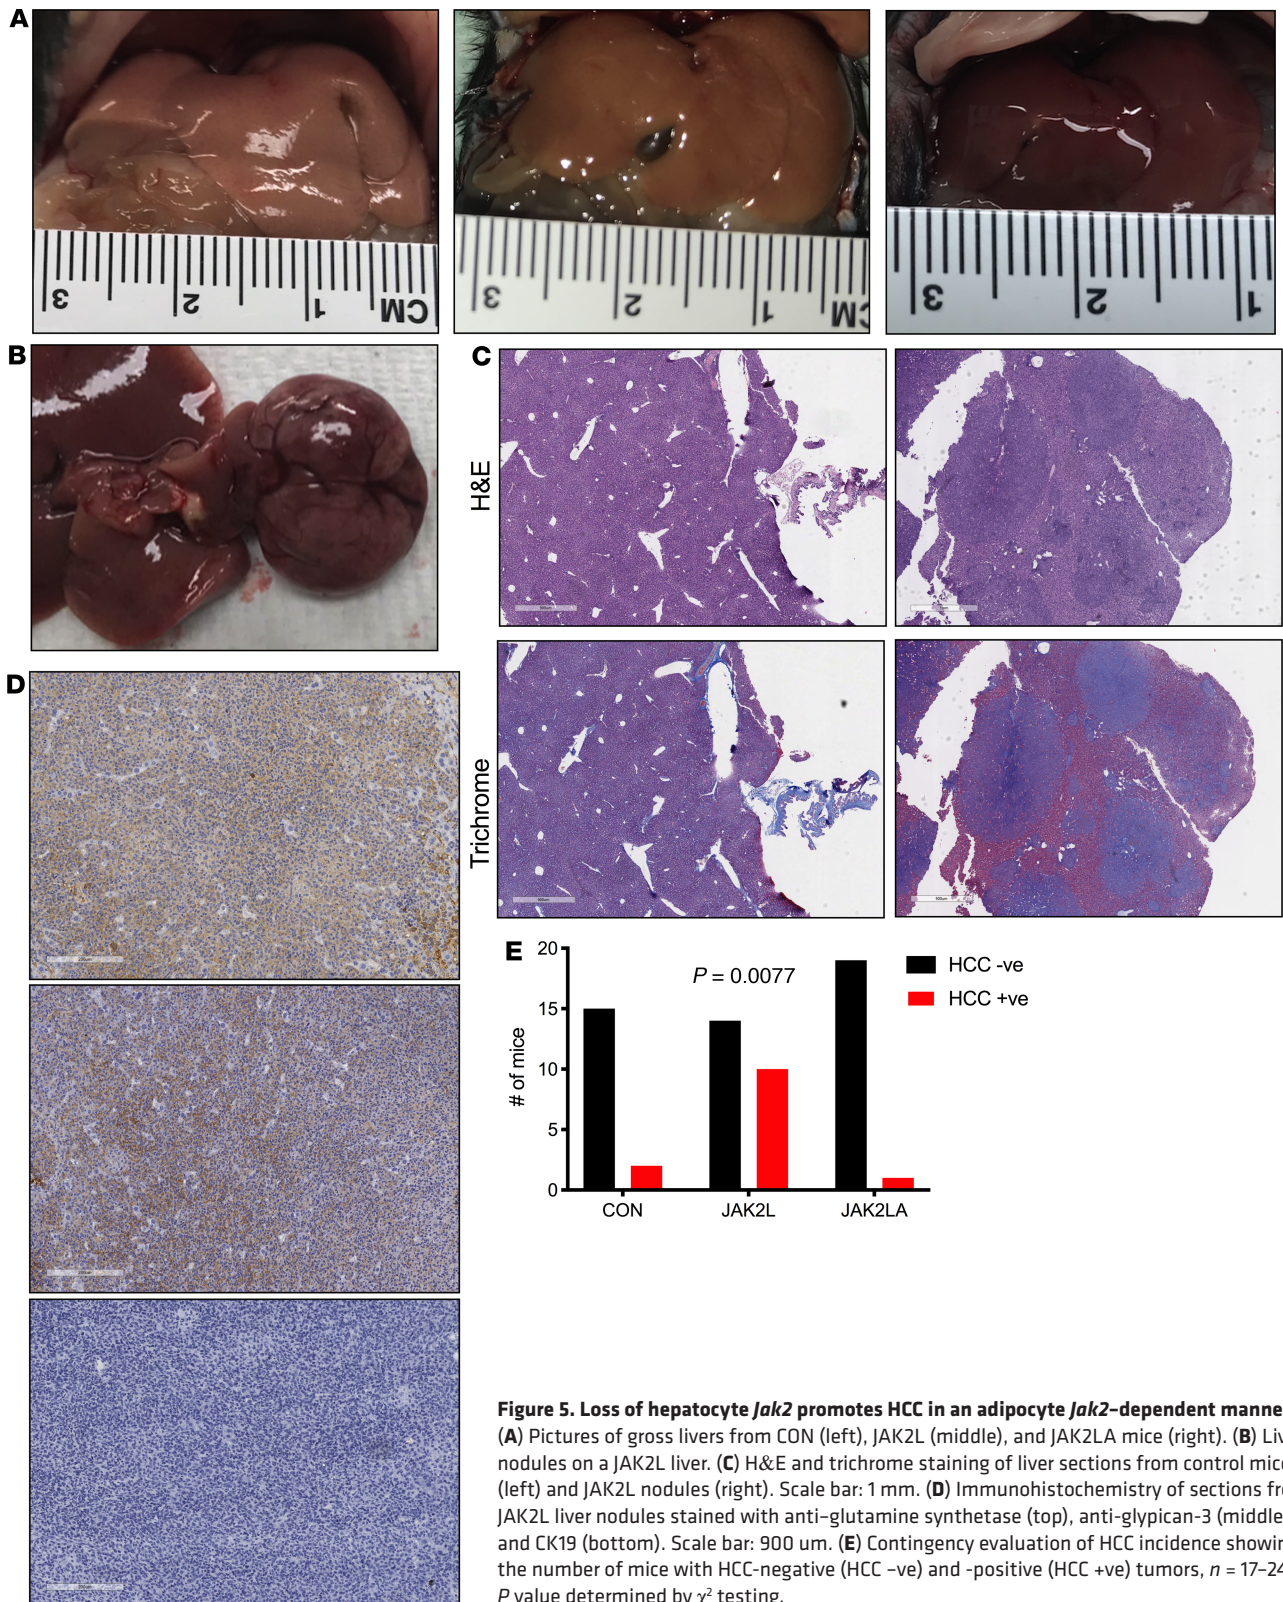 A
3 2 1 CM
3 2 1 CM
3 2 1
B
C
H&E
Trichrome
D
E
20
15
10
5
0
# of mice
P = 0.0077
HCC -ve
HCC +ve
CON JAK2L JAK2LA
Figure 5. Loss of hepatocyte Jak2 promotes HCC in an adipocyte Jak2–dependent manne
(A) Pictures of gross livers from CON (left), JAK2L (middle), and JAK2LA mice (right). (B) Liv
nodules on a JAK2L liver. (C) H&E and trichrome staining of liver sections from control mice
(left) and JAK2L nodules (right). Scale bar: 1 mm. (D) Immunohistochemistry of sections fro
JAK2L liver nodules stained with anti–glutamine synthetase (top), anti-glypican-3 (middle
and CK19 (bottom). Scale bar: 900 um. (E) Contingency evaluation of HCC incidence showin
the number of mice with HCC-negative (HCC –ve) and -positive (HCC +ve) tumors, n = 17–24
P value determined by χ² testing.